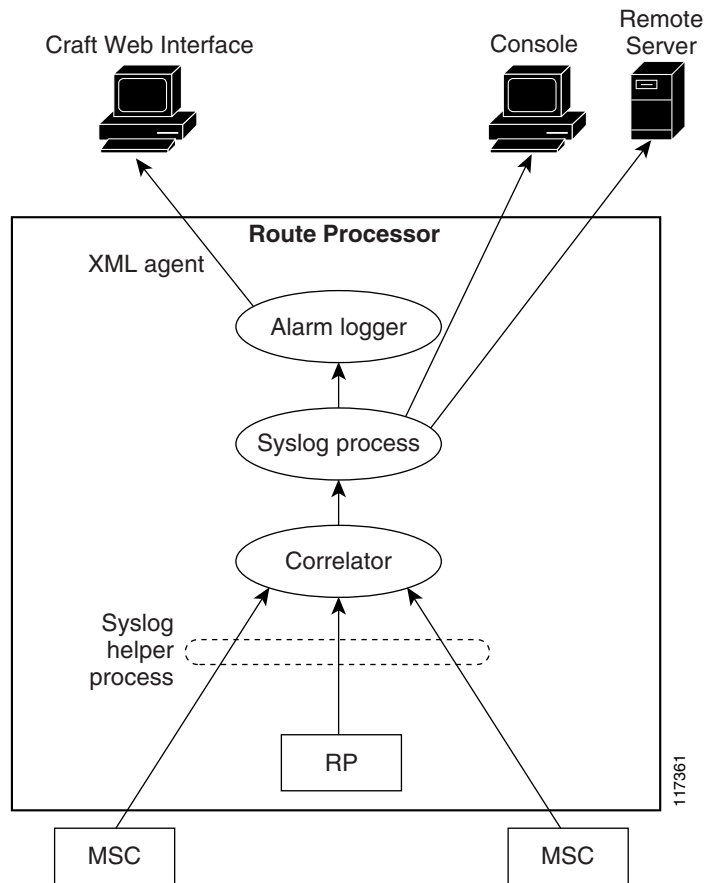 Craft Web Interface
Console
Remote
Server
Route Processor
XML agent
Alarm logger
Syslog process
Correlator
Syslog
helper
process
RP
117361
MSC
MSC